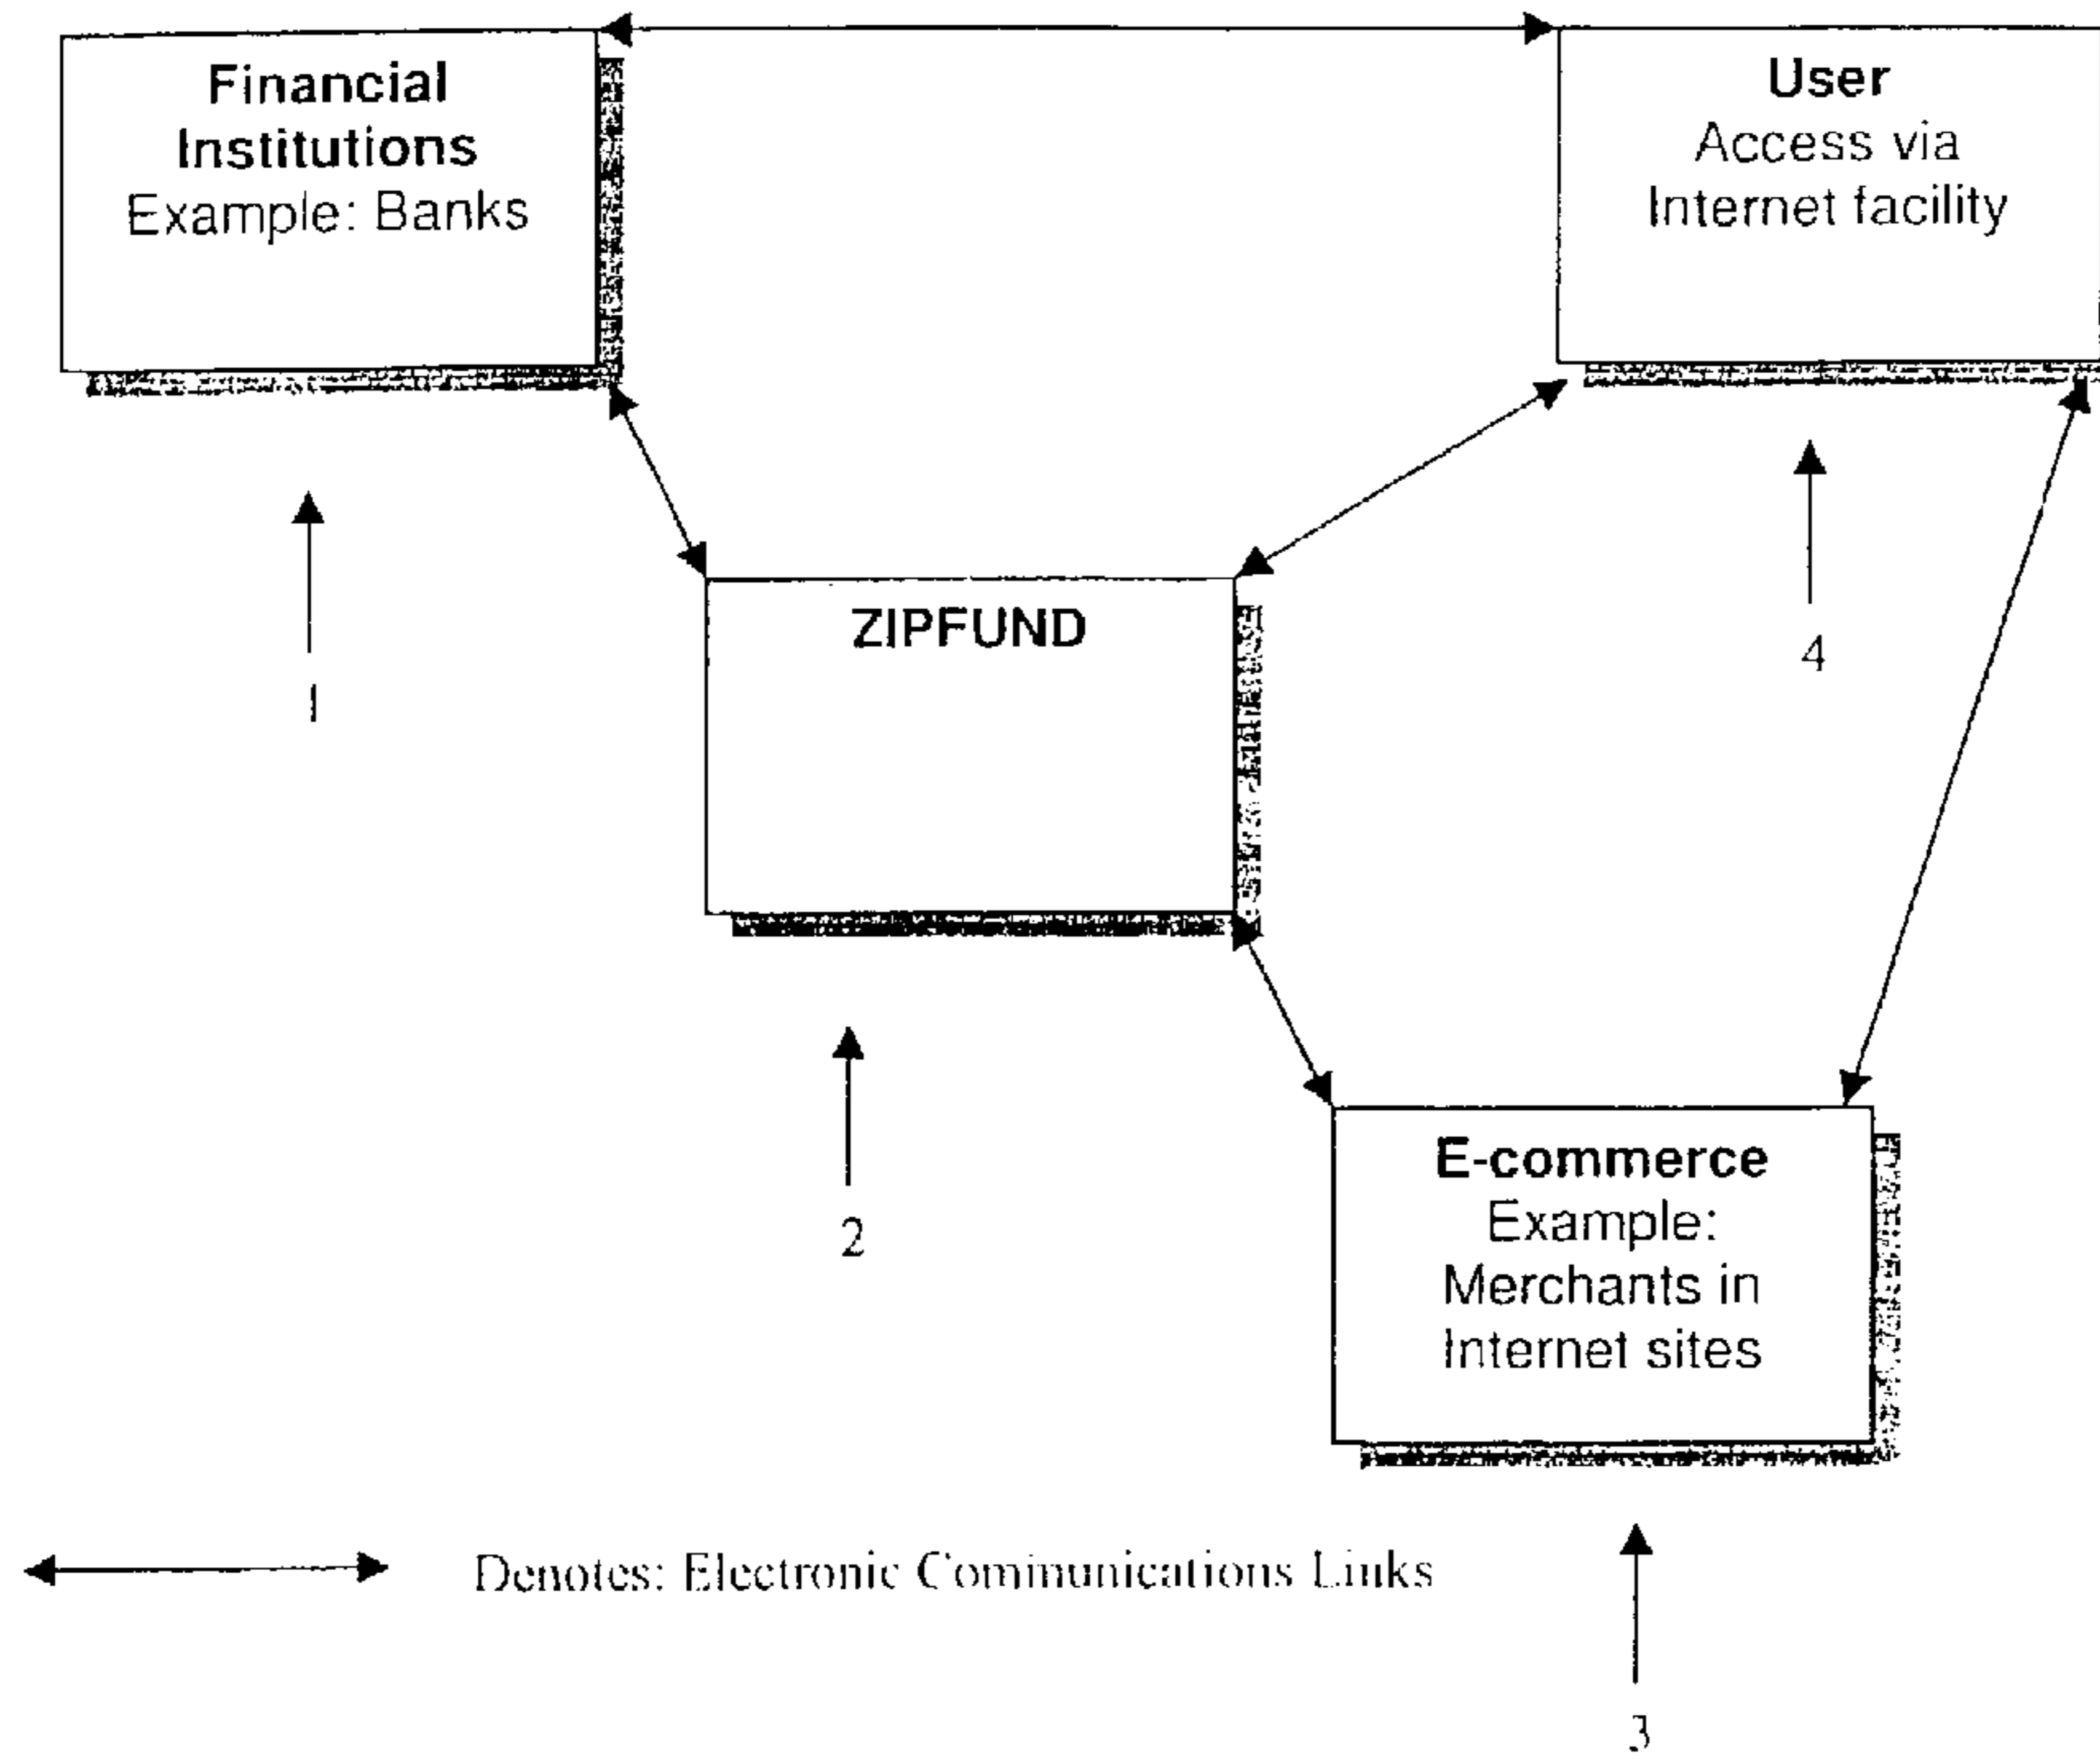 Financial
Institutions
Example: Banks
User
Access via
Internet facility
1
4
ZIPFUND
2
E-commerce
Example:
Merchants in
Internet sites
Denotes: Electronic Communications Links
3